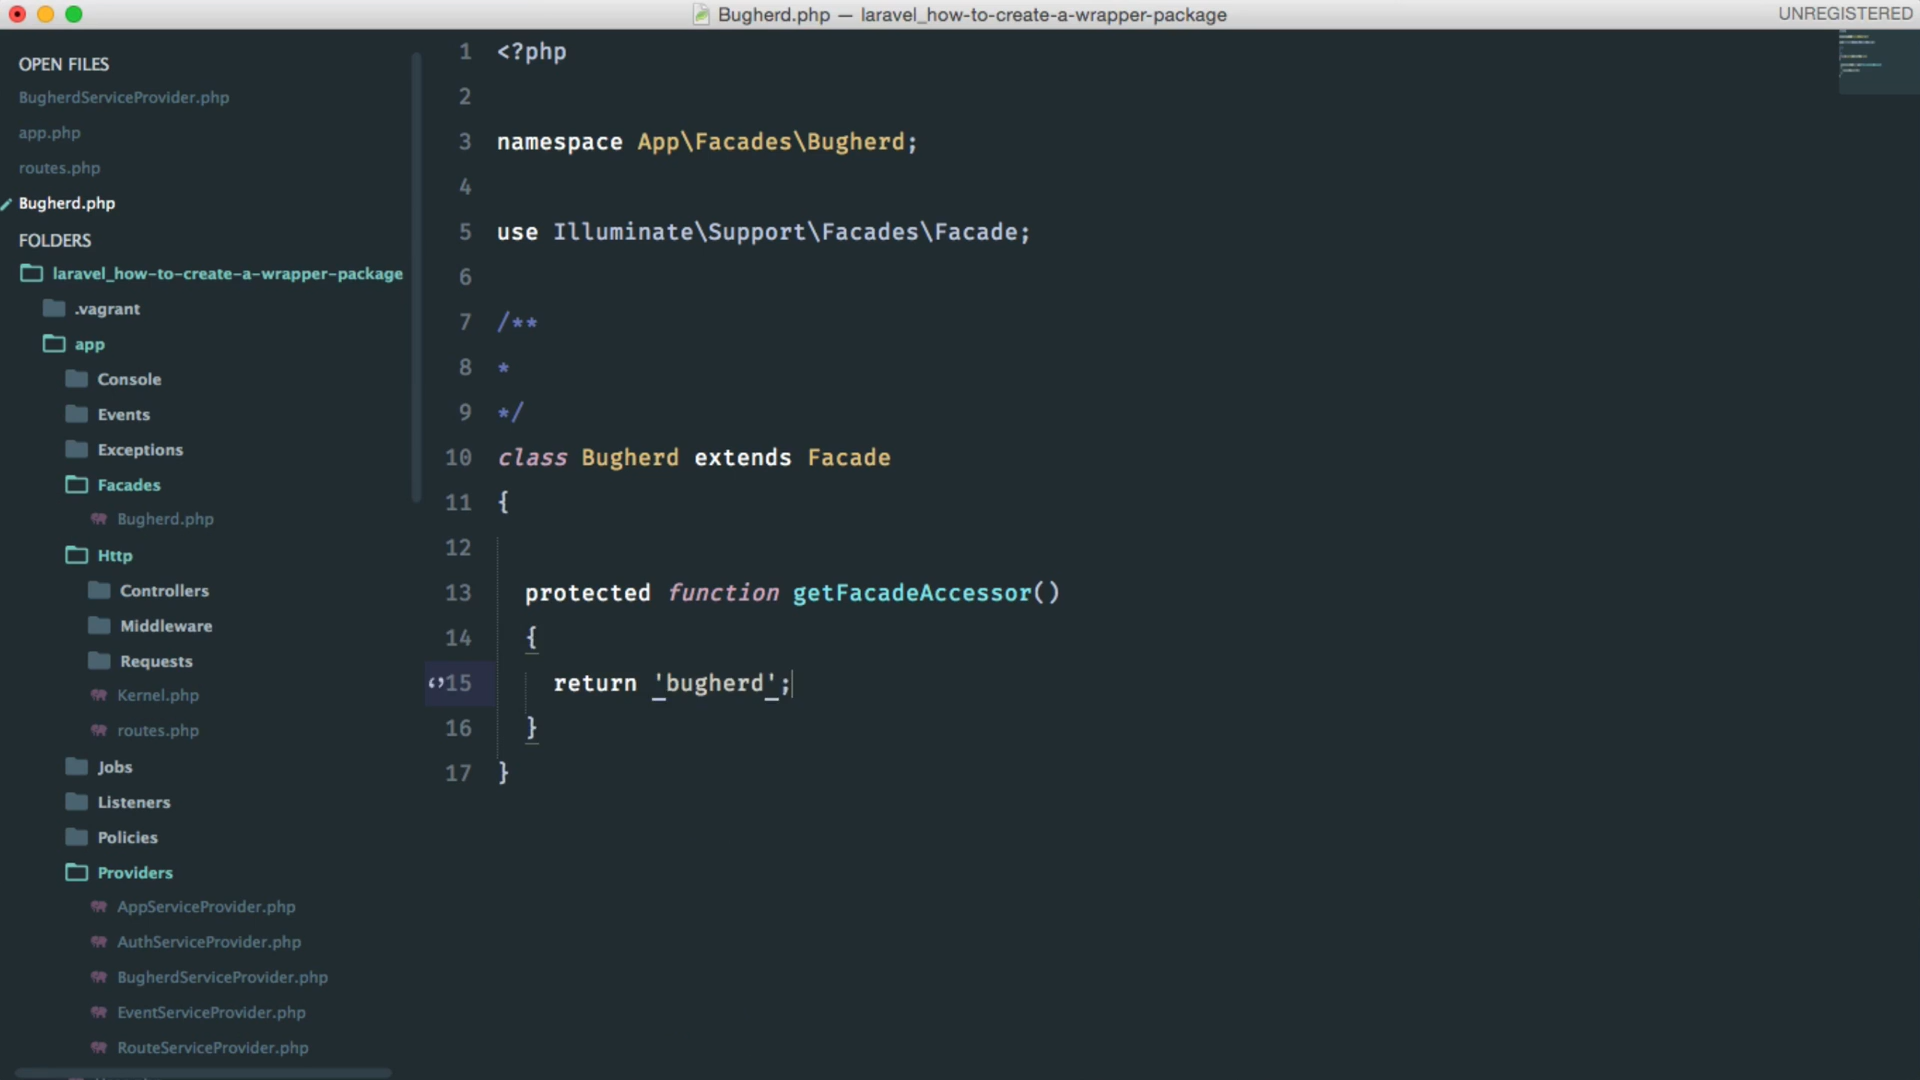 Bugherd.php — laravel_how-to-create-a-wrapper-package
UNREGISTERED
OPEN FILES
BugherdServiceProvider.php
app.php
routes.php
Bugherd.php
FOLDERS
laravel_how-to-create-a-wrapper-package
.vagrant
app
Console
Events
Exceptions
Facades
Bugherd.php
Http
Controllers
Middleware
Requests
Kernel.php
routes.php
Jobs
Listeners
Policies
Providers
AppServiceProvider.php
AuthServiceProvider.php
BugherdServiceProvider.php
EventServiceProvider.php
RouteServiceProvider.php
1 <?php
2
3 namespace App\Facades\Bugherd;
4
5 use Illuminate\Support\Facades\Facade;
6
7 /**
8 *
9 */
10 class Bugherd extends Facade
11 {
12
13 protected function getFacadeAccessor()
14 {
15 return 'bugherd';
16 }
17 }